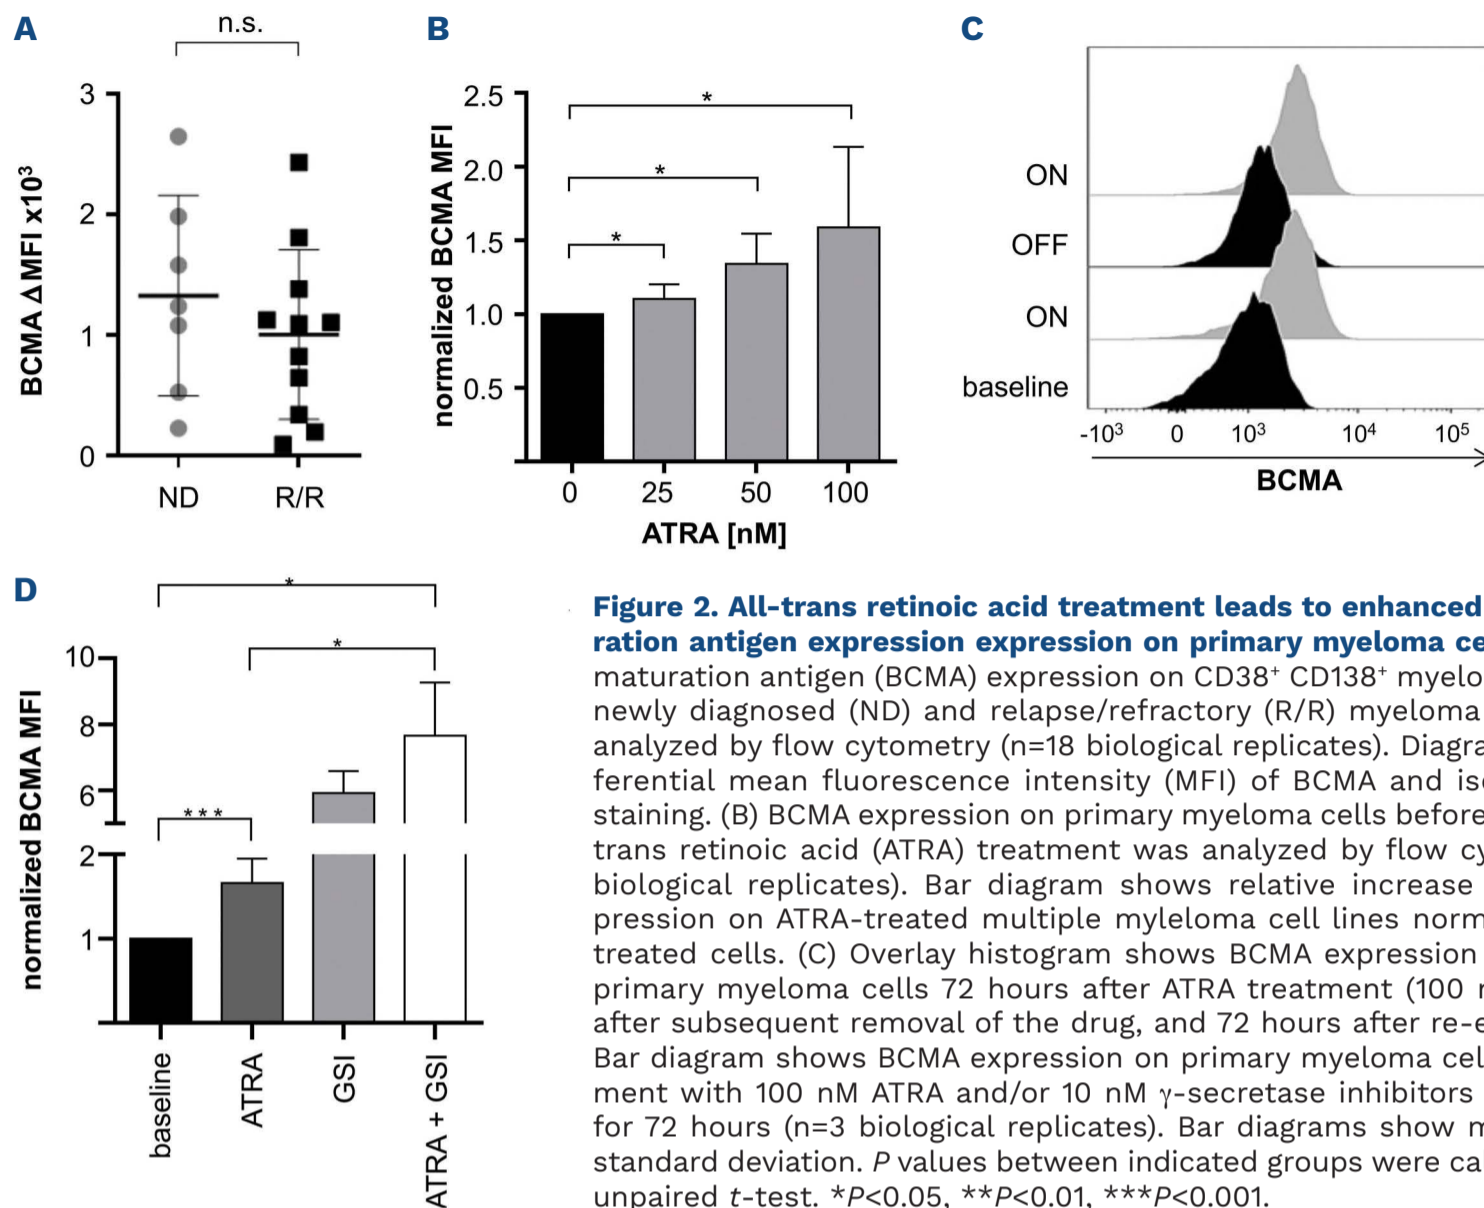 A
n.s.
BCMA Δ MFI x10³
3
2
1
0
ND
R/R
B
normalized BCMA MFI
2.5
2.0
1.5
1.0
0.5
*
*
*
0
25
50
100
ATRA [nM]
C
ON
OFF
ON
baseline
-10³
0
10³
10⁴
10⁵
BCMA
D
normalized BCMA MFI
10
8
6
2
1
*
*
***
baseline
ATRA
GSI
ATRA + GSI
Figure 2. All-trans retinoic acid treatment leads to enhanced
ration antigen expression expression on primary myeloma ce
maturation antigen (BCMA) expression on CD38⁺ CD138⁺ myelo
newly diagnosed (ND) and relapse/refractory (R/R) myeloma
analyzed by flow cytometry (n=18 biological replicates). Diagra
ferential mean fluorescence intensity (MFI) of BCMA and iso
staining. (B) BCMA expression on primary myeloma cells before
trans retinoic acid (ATRA) treatment was analyzed by flow cy
biological replicates). Bar diagram shows relative increase
pression on ATRA-treated multiple myleloma cell lines norm
treated cells. (C) Overlay histogram shows BCMA expression
primary myeloma cells 72 hours after ATRA treatment (100 n
after subsequent removal of the drug, and 72 hours after re-e
Bar diagram shows BCMA expression on primary myeloma cel
ment with 100 nM ATRA and/or 10 nM γ-secretase inhibitors
for 72 hours (n=3 biological replicates). Bar diagrams show m
standard deviation. P values between indicated groups were ca
unpaired t-test. *P<0.05, **P<0.01, ***P<0.001.